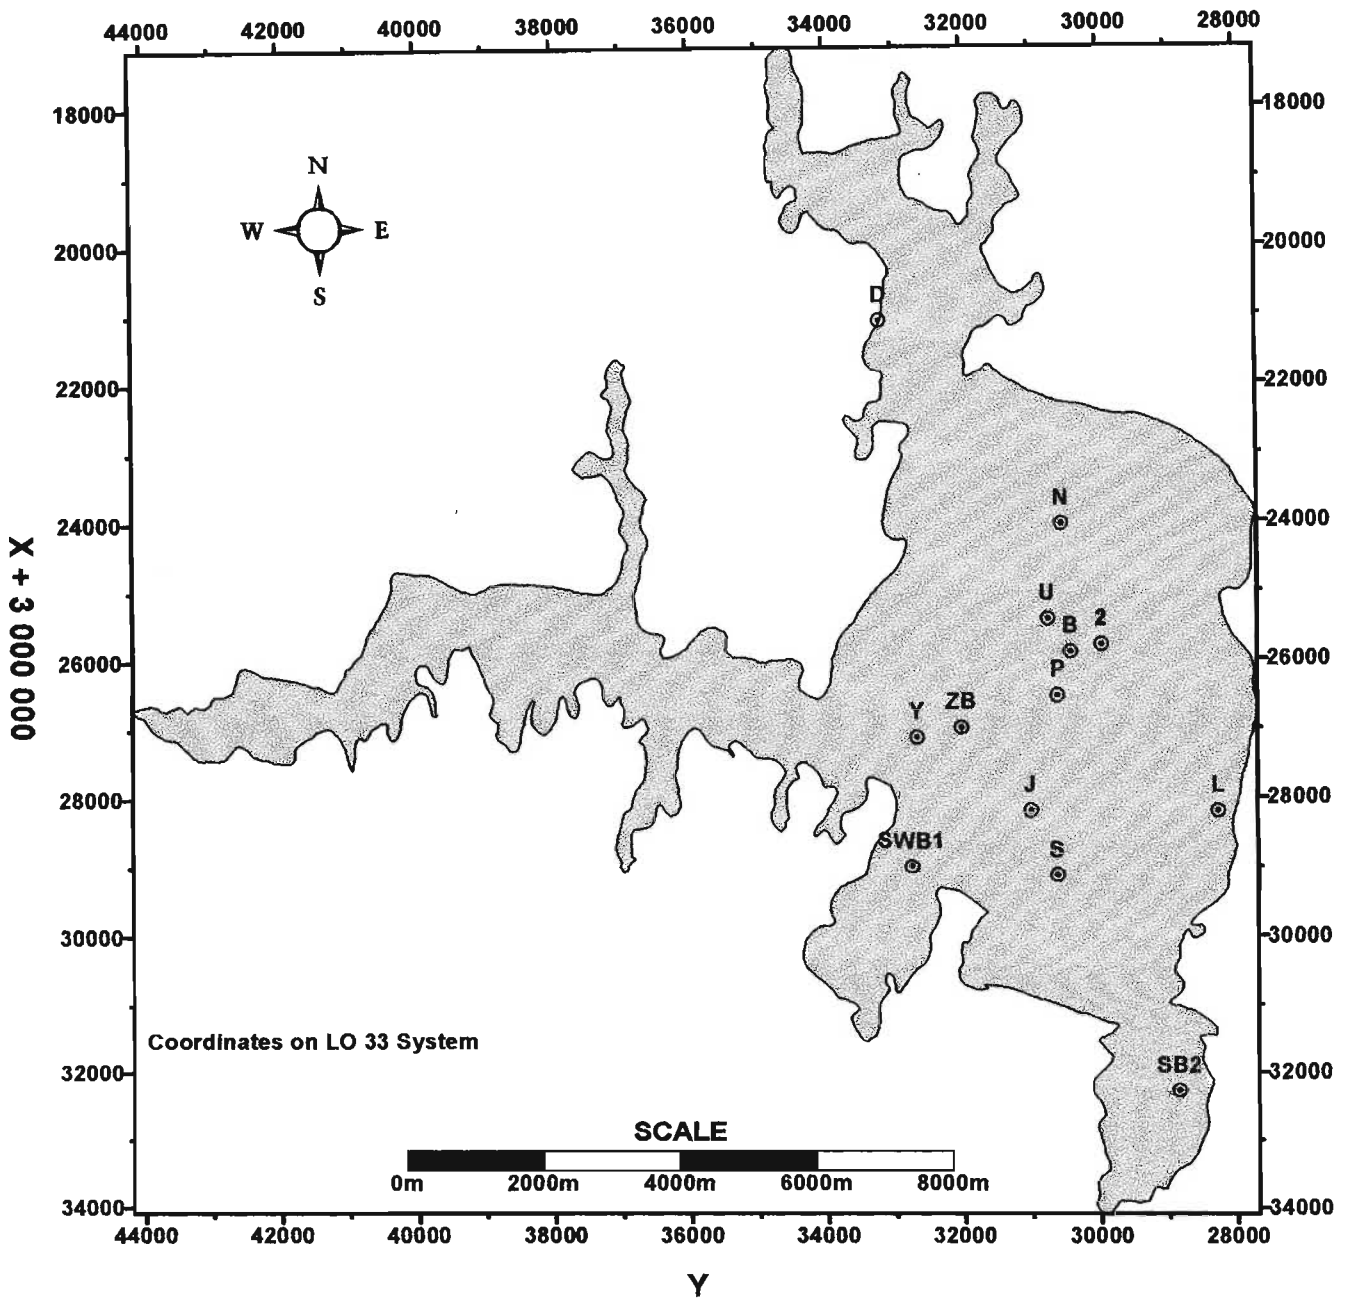 44000 42000 40000 38000 36000 34000 32000 30000 28000
18000 18000
N
W E
S
20000 20000
D
22000 22000
N
24000 24000
U
B 2
26000 26000
P
ZB
Y
X + 3 000 000
J L
28000 28000
SWB1
S
30000 30000
Coordinates on LO 33 System
32000 32000
SB2
SCALE
0m 2000m 4000m 6000m 8000m
34000 34000
44000 42000 40000 38000 36000 34000 32000 30000 28000
Y